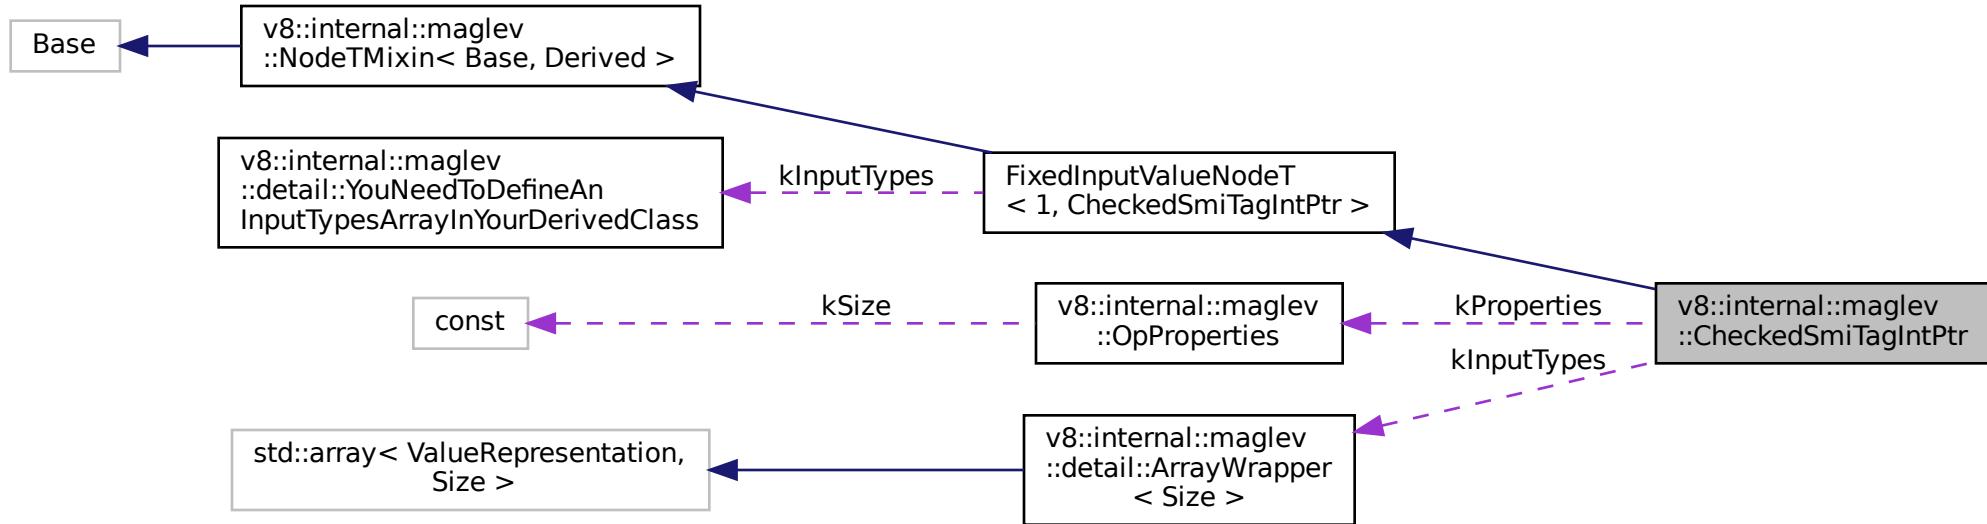 Base
v8::internal::maglev
::NodeTMixin< Base, Derived >
v8::internal::maglev
::detail::YouNeedToDefineAn
InputTypesArrayInYourDerivedClass
kInputTypes
FixedInputValueNodeT
< 1, CheckedSmiTagIntPtr >
const
kSize
v8::internal::maglev
::OpProperties
kProperties
v8::internal::maglev
::CheckedSmiTagIntPtr
kInputTypes
std::array< ValueRepresentation,
Size >
v8::internal::maglev
::detail::ArrayWrapper
< Size >